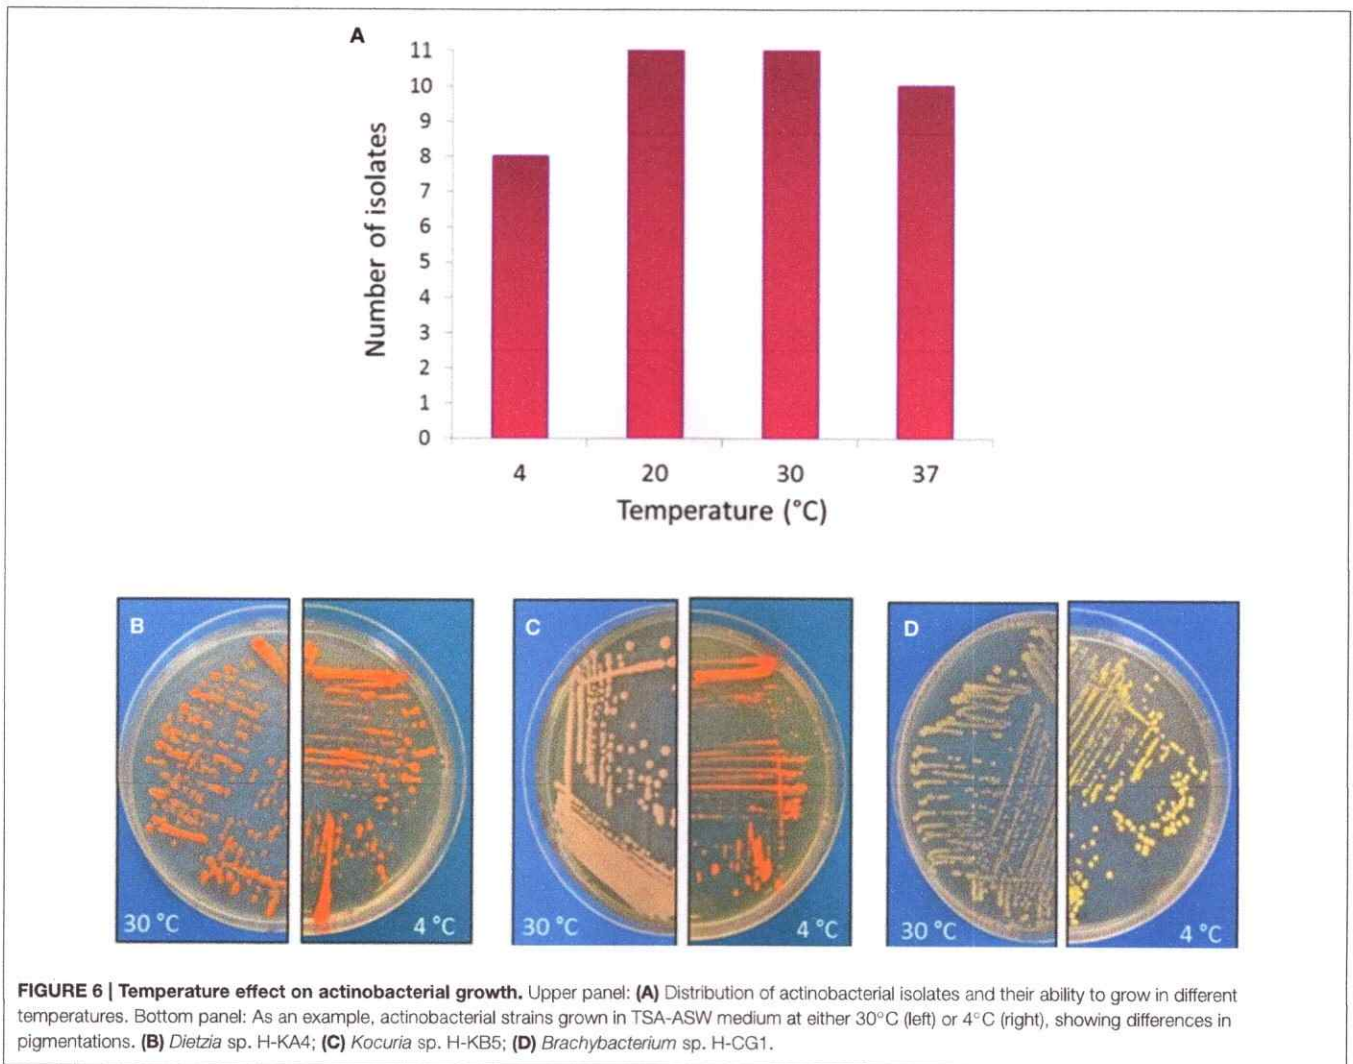 A
11
10
9
8
7
6
5
4
3
2
1
0
Number of isolates
4 20 30 37
Temperature (°C)
B C D
30 °C 4 °C 30 °C 4 °C 30 °C 4 °C
FIGURE 6 | Temperature effect on actinobacterial growth. Upper panel: (A) Distribution of actinobacterial isolates and their ability to grow in different
temperatures. Bottom panel: As an example, actinobacterial strains grown in TSA-ASW medium at either 30°C (left) or 4°C (right), showing differences in
pigmentations. (B) Dietzia sp. H-KA4; (C) Kocuria sp. H-KB5; (D) Brachybacterium sp. H-CG1.